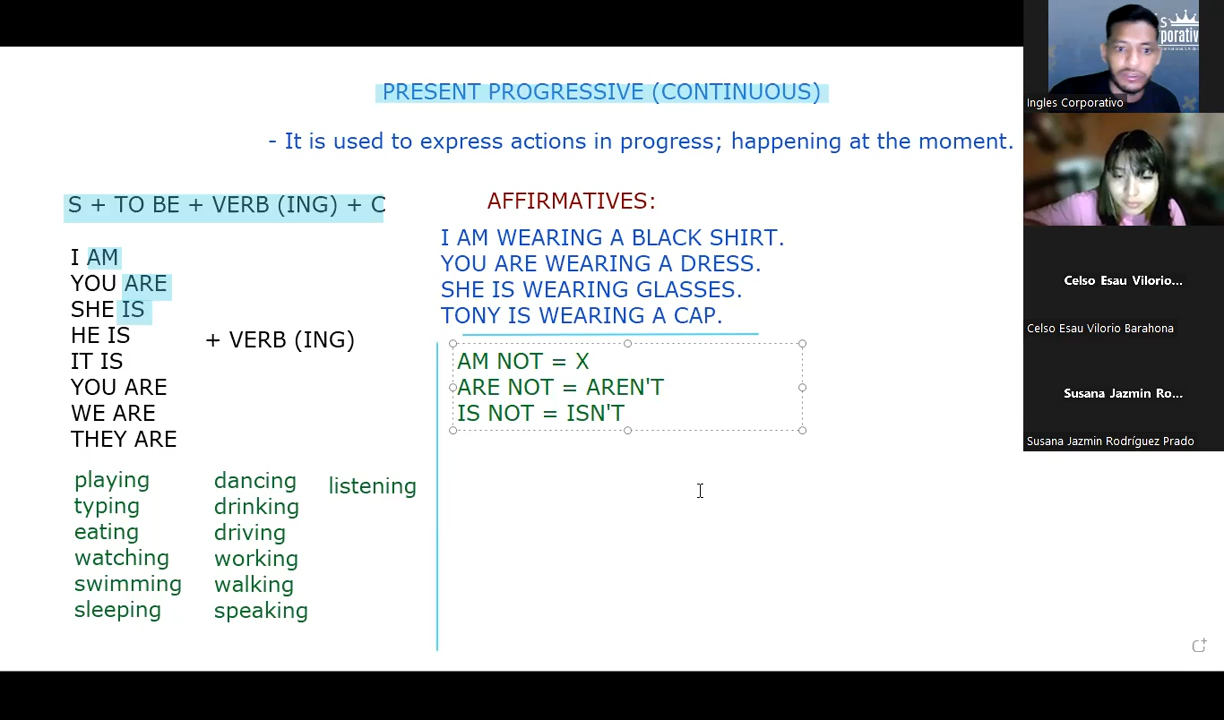 PRESENT PROGRESSIVE (CONTINUOUS)
- It is used to express actions in progress; happening at the moment.
S + TO BE + VERB (ING) + C
I AM
YOU ARE
SHE IS
HE IS
IT IS
YOU ARE
WE ARE
THEY ARE
+ VERB (ING)
playing
typing
eating
watching
swimming
sleeping
dancing
drinking
driving
working
walking
speaking
listening
AFFIRMATIVES:
I AM WEARING A BLACK SHIRT.
YOU ARE WEARING A DRESS.
SHE IS WEARING GLASSES.
TONY IS WEARING A CAP.
AM NOT = X
ARE NOT = AREN'T
IS NOT = ISN'T
Ingles Corporativo
Celso Esau Vilorio...
Celso Esau Vilorio Barahona
Susana Jazmin Ro...
Susana Jazmin Rodríguez Prado